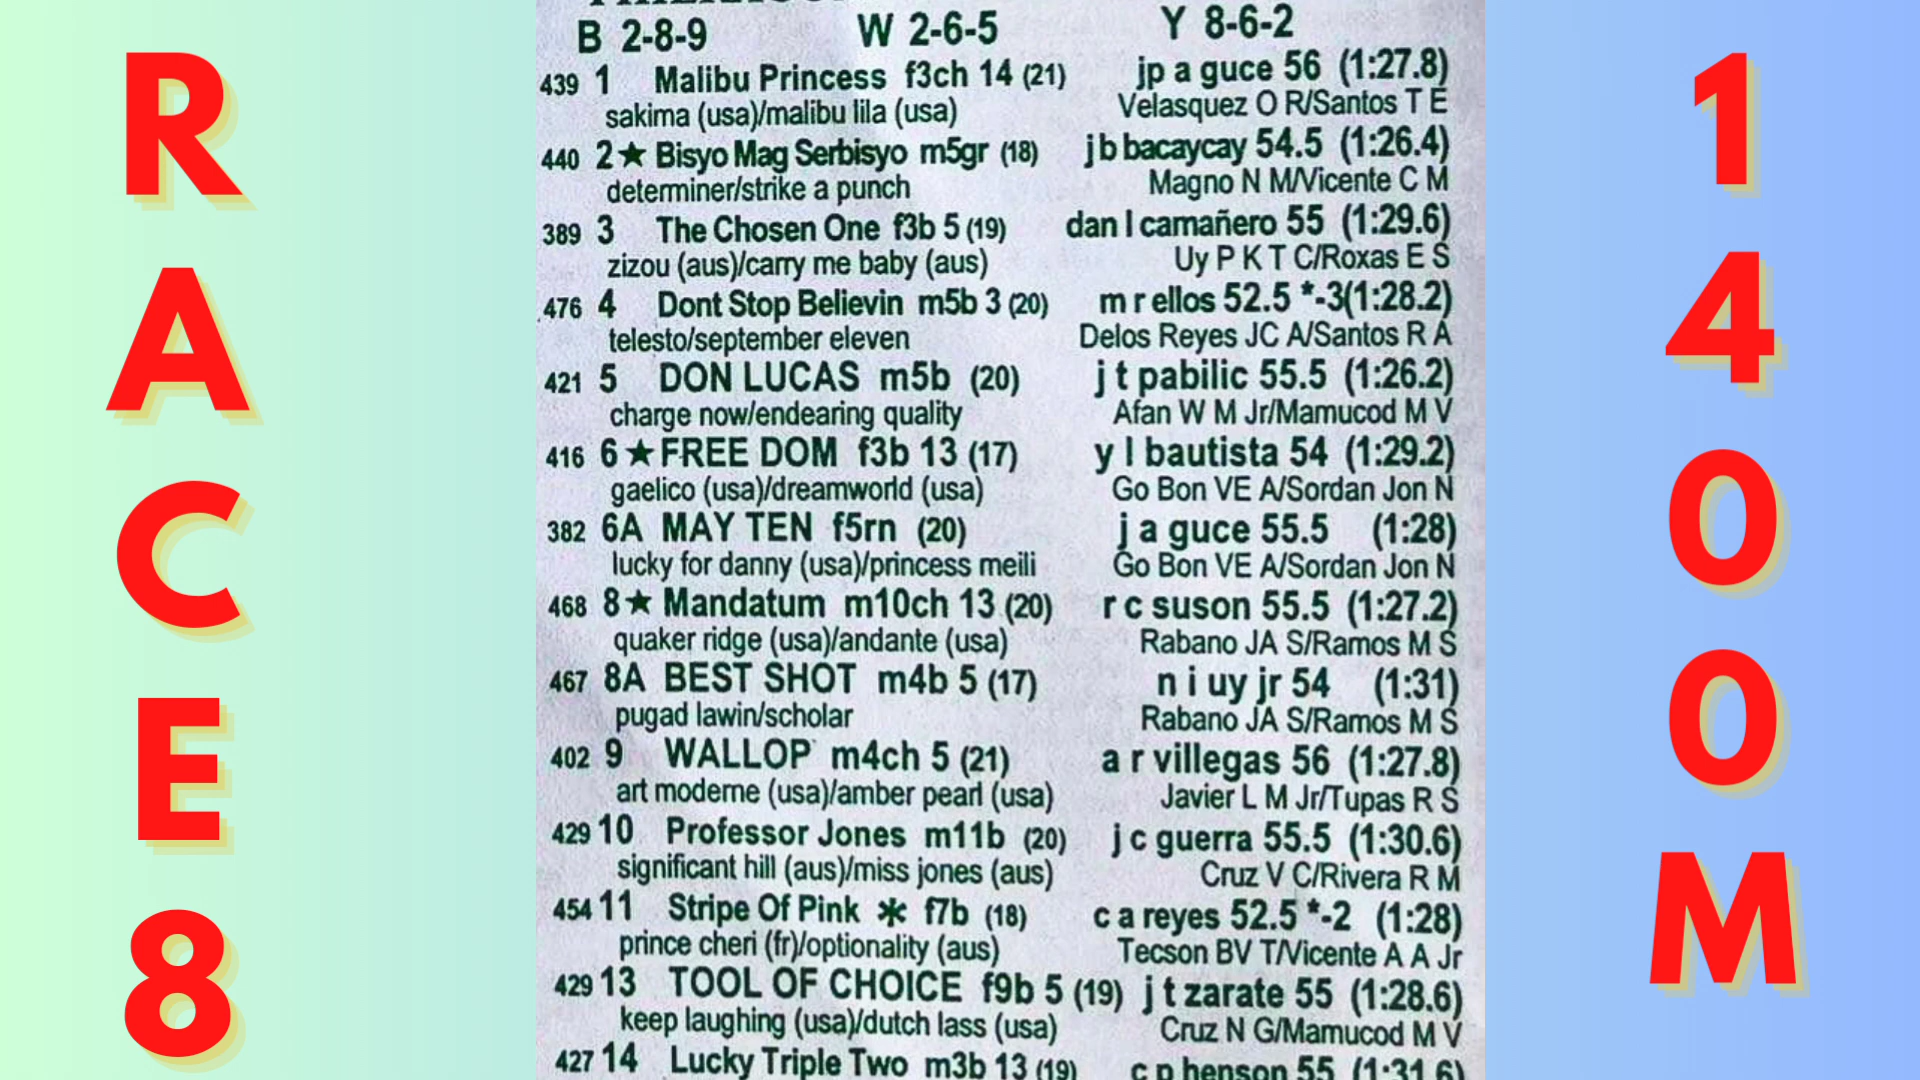 R
A
C
E
8
B 2-8-9 W 2-6-5 Y 8-6-2
439 1 Malibu Princess f3ch 14 (21) jp a guce 56 (1:27.8)
sakima (usa)/malibu lila (usa) Velasquez O R/Santos T E
440 2★ Bisyo Mag Serbisyo m5gr (18) j b bacaycay 54.5 (1:26.4)
determiner/strike a punch Magno N M/Vicente C M
389 3 The Chosen One f3b 5 (19) dan l camañero 55 (1:29.6)
zizou (aus)/carry me baby (aus) Uy P K T C/Roxas E S
476 4 Dont Stop Believin m5b 3 (20) m r ellos 52.5 *-3(1:28.2)
telesto/september eleven Delos Reyes JC A/Santos R A
421 5 DON LUCAS m5b (20) j t pabilic 55.5 (1:26.2)
charge now/endearing quality Afan W M Jr/Mamucod M V
416 6★FREE DOM f3b 13 (17) y l bautista 54 (1:29.2)
gaelico (usa)/dreamworld (usa) Go Bon VE A/Sordan Jon N
382 6A MAY TEN f5rn (20) j a guce 55.5 (1:28)
lucky for danny (usa)/princess meili Go Bon VE A/Sordan Jon N
468 8★ Mandatum m10ch 13 (20) r c suson 55.5 (1:27.2)
quaker ridge (usa)/andante (usa) Rabano JA S/Ramos M S
467 8A BEST SHOT m4b 5 (17) n i uy jr 54 (1:31)
pugad lawin/scholar Rabano JA S/Ramos M S
402 9 WALLOP m4ch 5 (21) a r villegas 56 (1:27.8)
art moderne (usa)/amber pearl (usa) Javier L M Jr/Tupas R S
429 10 Professor Jones m11b (20) j c guerra 55.5 (1:30.6)
significant hill (aus)/miss jones (aus) Cruz V C/Rivera R M
454 11 Stripe Of Pink * f7b (18) c a reyes 52.5 *-2 (1:28)
prince cheri (fr)/optionality (aus) Tecson BV T/Vicente A A Jr
429 13 TOOL OF CHOICE f9b 5 (19) j t zarate 55 (1:28.6)
keep laughing (usa)/dutch lass (usa) Cruz N G/Mamucod M V
427 14 Lucky Triple Two m3b 13 (19) c p henson 55 (1:31.6)
1
4
0
0
M